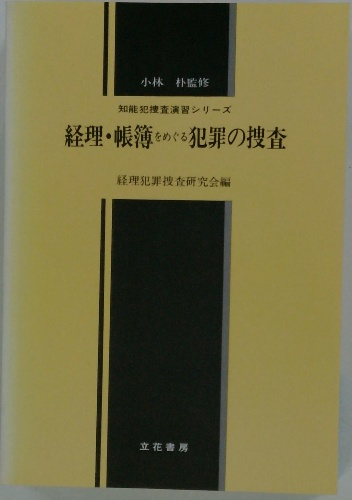 小林 朴監修
知能犯捜査演習シリーズ
経理・帳簿をめぐる犯罪の捜査
経理犯罪捜査研究会編
立花書房